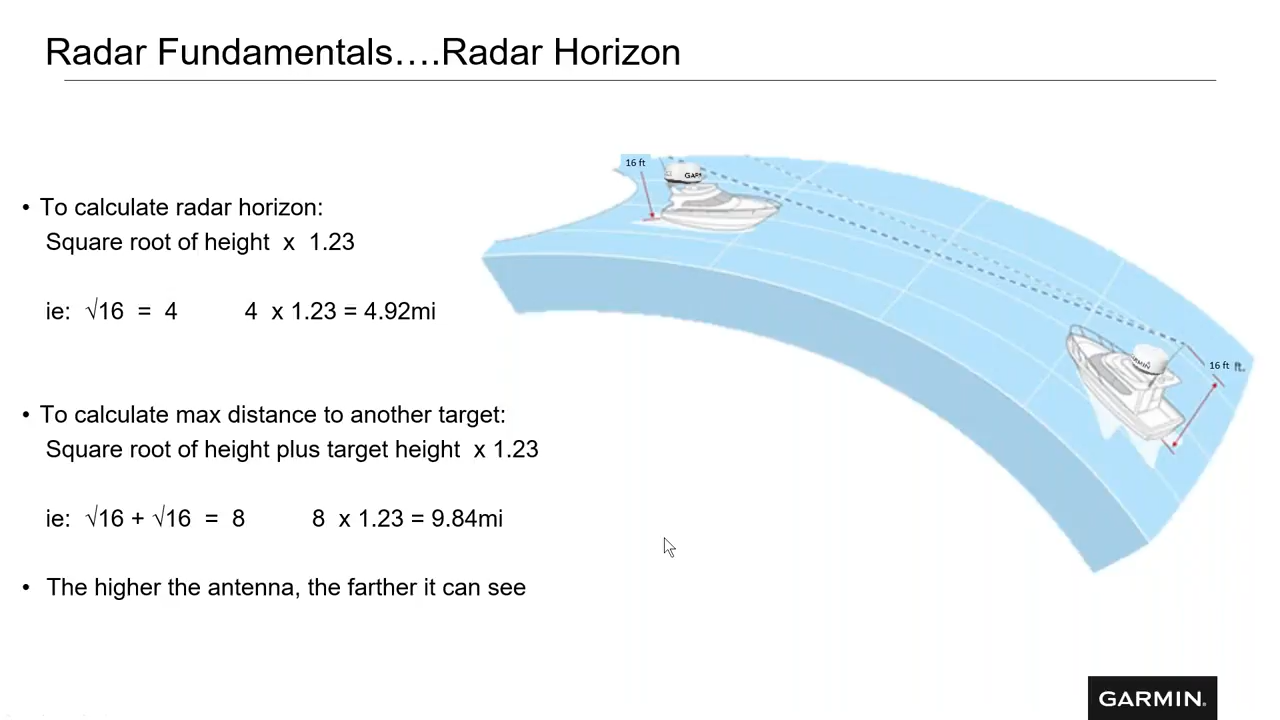 Radar Fundamentals….Radar Horizon
• To calculate radar horizon:
Square root of height x 1.23
ie: √16 = 4 4 x 1.23 = 4.92mi
• To calculate max distance to another target:
Square root of height plus target height x 1.23
ie: √16 + √16 = 8 8 x 1.23 = 9.84mi
• The higher the antenna, the farther it can see
16 ft
GARM
GARMIN
16 ft ft.
GARMIN.